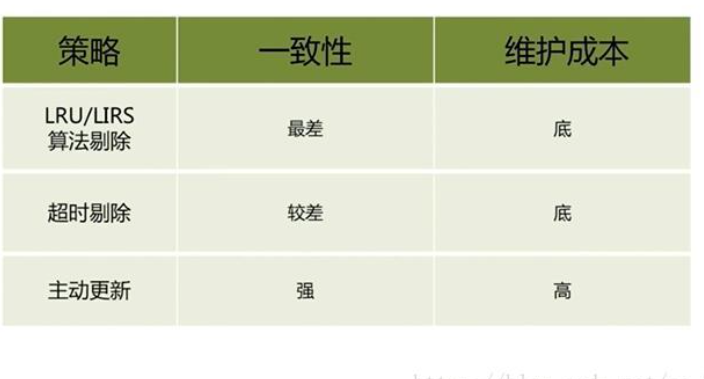 策略 一致性 维护成本
LRU/LIRS
算法剔除 最差 底
超时剔除 较差 底
主动更新 强 高